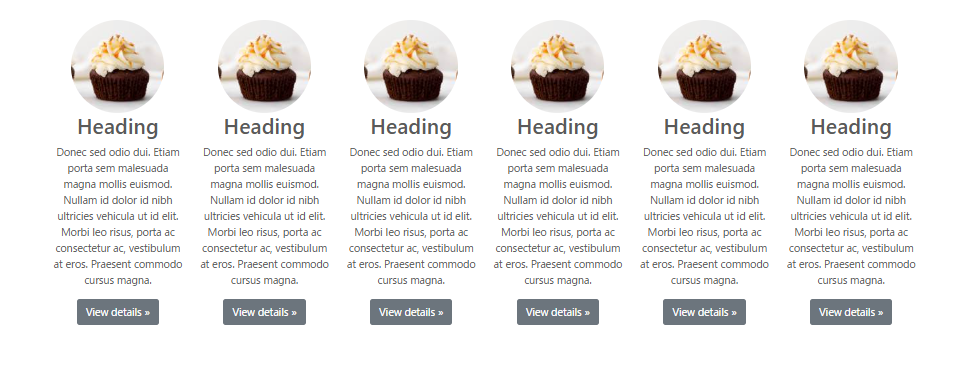 Heading
Donec sed odio dui. Etiam
porta sem malesuada
magna mollis euismod.
Nullam id dolor id nibh
ultricies vehicula ut id elit.
Morbi leo risus, porta ac
consectetur ac, vestibulum
at eros. Praesent commodo
cursus magna.
View details »
Heading
Donec sed odio dui. Etiam
porta sem malesuada
magna mollis euismod.
Nullam id dolor id nibh
ultricies vehicula ut id elit.
Morbi leo risus, porta ac
consectetur ac, vestibulum
at eros. Praesent commodo
cursus magna.
View details »
Heading
Donec sed odio dui. Etiam
porta sem malesuada
magna mollis euismod.
Nullam id dolor id nibh
ultricies vehicula ut id elit.
Morbi leo risus, porta ac
consectetur ac, vestibulum
at eros. Praesent commodo
cursus magna.
View details »
Heading
Donec sed odio dui. Etiam
porta sem malesuada
magna mollis euismod.
Nullam id dolor id nibh
ultricies vehicula ut id elit.
Morbi leo risus, porta ac
consectetur ac, vestibulum
at eros. Praesent commodo
cursus magna.
View details »
Heading
Donec sed odio dui. Etiam
porta sem malesuada
magna mollis euismod.
Nullam id dolor id nibh
ultricies vehicula ut id elit.
Morbi leo risus, porta ac
consectetur ac, vestibulum
at eros. Praesent commodo
cursus magna.
View details »
Heading
Donec sed odio dui. Etiam
porta sem malesuada
magna mollis euismod.
Nullam id dolor id nibh
ultricies vehicula ut id elit.
Morbi leo risus, porta ac
consectetur ac, vestibulum
at eros. Praesent commodo
cursus magna.
View details »